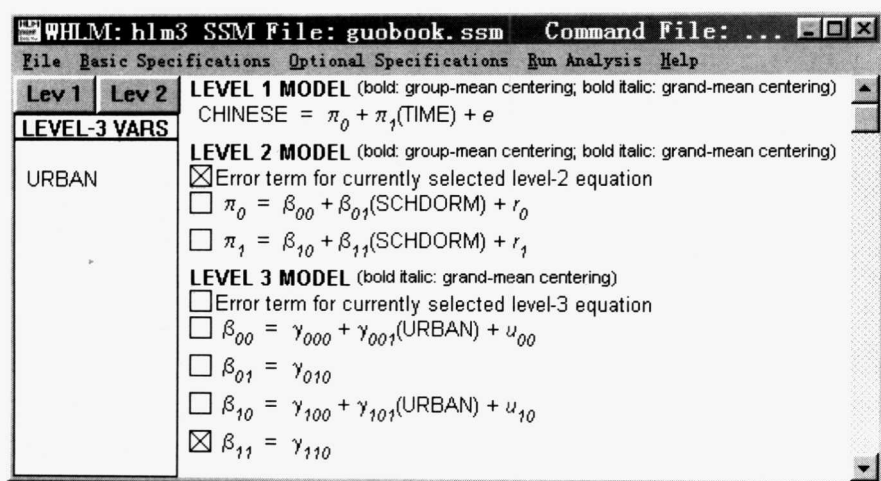 WHLM: hlm3 SSM File: guobook.ssm Command File: ...
File Basic Specifications Optional Specifications Run Analysis Help
Lev 1 Lev 2
LEVEL-3 VARS
URBAN
LEVEL 1 MODEL (bold: group-mean centering; bold italic: grand-mean centering)
CHINESE = π₀ + π₁(TIME) + e
LEVEL 2 MODEL (bold: group-mean centering; bold italic: grand-mean centering)
☒ Error term for currently selected level-2 equation
☐ π₀ = β₀₀ + β₀₁(SCHDORM) + r₀
☐ π₁ = β₁₀ + β₁₁(SCHDORM) + r₁
LEVEL 3 MODEL (bold italic: grand-mean centering)
☐ Error term for currently selected level-3 equation
☐ β₀₀ = γ₀₀₀ + γ₀₀₁(URBAN) + u₀₀
☐ β₀₁ = γ₀₁₀
☐ β₁₀ = γ₁₀₀ + γ₁₀₁(URBAN) + u₁₀
☒ β₁₁ = γ₁₁₀